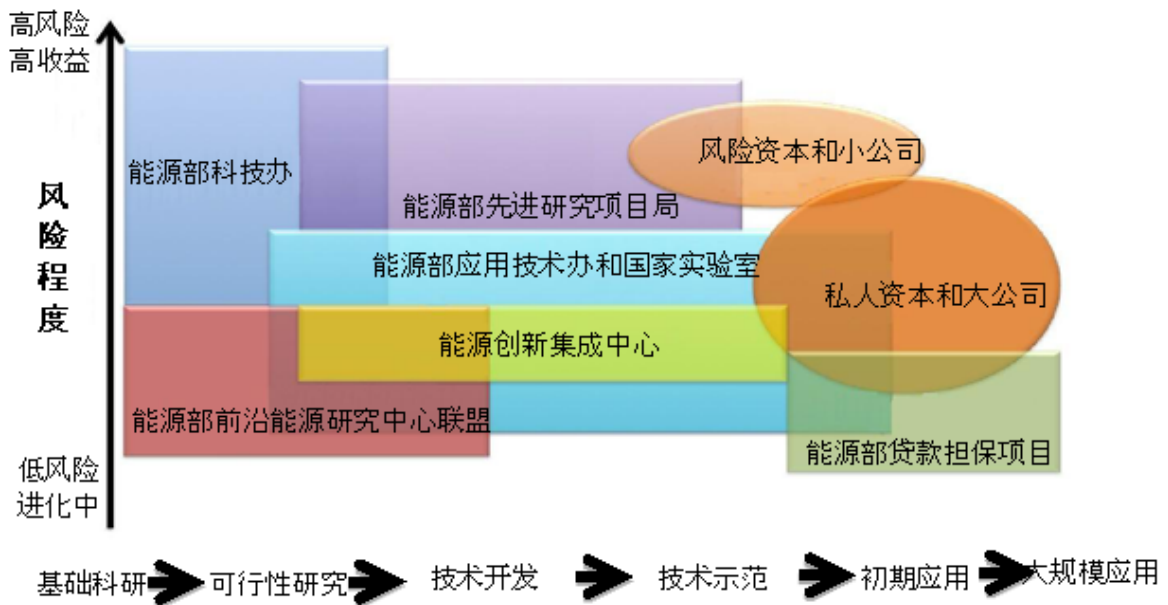 高风险
高收益
能源部科技办
风险资本和小公司
能源部先进研究项目局
风险程度
能源部应用技术办和国家实验室
私人资本和大公司
能源创新集成中心
能源部前沿能源研究中心联盟
能源部贷款担保项目
低风险
进化中
基础科研
可行性研究
技术开发
技术示范
初期应用
大规模应用